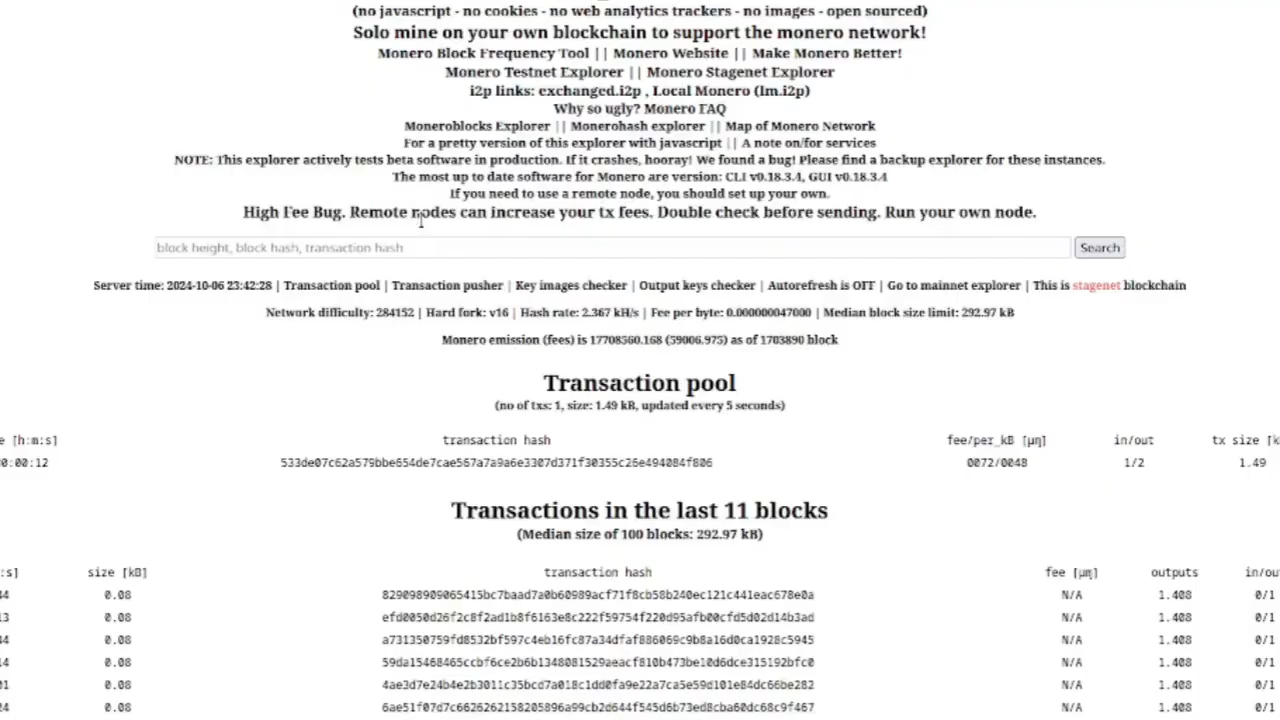 (no javascript - no cookies - no web analytics trackers - no images - open sourced)
Solo mine on your own blockchain to support the monero network!
Monero Block Frequency Tool || Monero Website || Make Monero Better!
Monero Testnet Explorer || Monero Stagenet Explorer
i2p links: exchanged.i2p , Local Monero (lm.i2p)
Why so ugly? Monero FAQ
Moneroblocks Explorer || Monerohash explorer || Map of Monero Network
For a pretty version of this explorer with javascript || A note on/for services
NOTE: This explorer actively tests beta software in production. If it crashes, hooray! We found a bug! Please find a backup explorer for these instances.
The most up to date software for Monero are version: CLI v0.18.3.4, GUI v0.18.3.4
If you need to use a remote node, you should set up your own.
High Fee Bug. Remote nodes can increase your tx fees. Double check before sending. Run your own node.
block height, block hash, transaction hash Search
Server time: 2024-10-06 23:42:28 | Transaction pool | Transaction pusher | Key images checker | Output keys checker | Autorefresh is OFF | Go to mainnet explorer | This is stagenet blockchain
Network difficulty: 284152 | Hard fork: v16 | Hash rate: 2.367 kH/s | Fee per byte: 0.000000047000 | Median block size limit: 292.97 kB
Monero emission (fees) is 17708560.168 (59006.975) as of 1703890 block
Transaction pool
(no of txs: 1, size: 1.49 kB, updated every 5 seconds)
e [h:m:s] transaction hash fee/per_kB [µɱ] in/out tx size [k
0:00:12 533de07c62a579bbe654de7cae567a7a9a6e3307d371f30355c26e494084f806 0072/0048 1/2 1.49
Transactions in the last 11 blocks
(Median size of 100 blocks: 292.97 kB)
:s] size [kB] transaction hash fee [µɱ] outputs in/ou
44 0.08 829098909065415bc7baad7a0b60989acf71f8cb58b240ec121c441eac678e0a N/A 1.408 0/1
13 0.08 efd0050d26f2c8f2ad1b8f6163e8c222f59754f220d95afb00cfd5d02d14b3ad N/A 1.408 0/1
44 0.08 a731350759fd8532bf597c4eb16fc87a34dfaf886069c9b8a16d0ca1928c5945 N/A 1.408 0/1
14 0.08 59da15468465ccbf6ce2b6b1348081529aeacf810b473be10d6dce315192bfc0 N/A 1.408 0/1
01 0.08 4ae3d7e24b4e2b3011c35bcd7a018c1dd0fa9e22a7ca5e59d101e84dc66be282 N/A 1.408 0/1
24 0.08 6ae51f07d7c6626262158205896a99cb2d644f545d6b73ed8cba60dc68c9f467 N/A 1.408 0/1